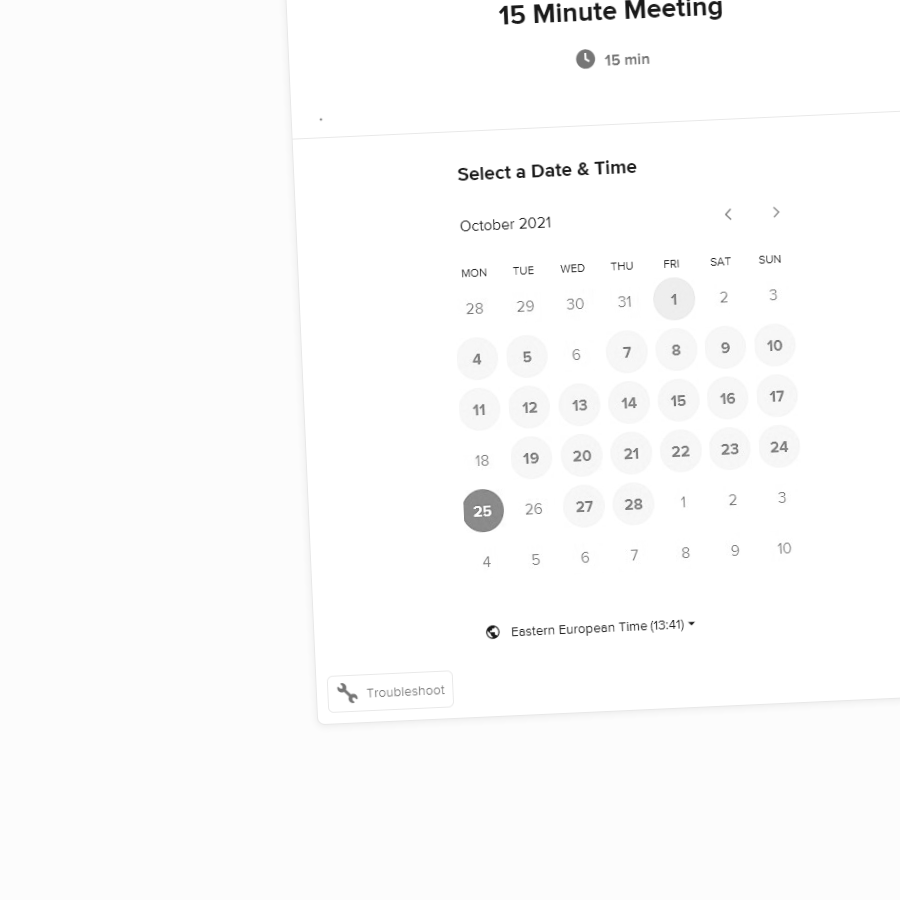 15 Minute Meeting
15 min
Select a Date & Time
October 2021
MON TUE WED THU FRI SAT SUN
28 29 30 31 1 2 3
4 5 6 7 8 9 10
11 12 13 14 15 16 17
18 19 20 21 22 23 24
25 26 27 28 1 2 3
4 5 6 7 8 9 10
Eastern European Time (13:41)
Troubleshoot